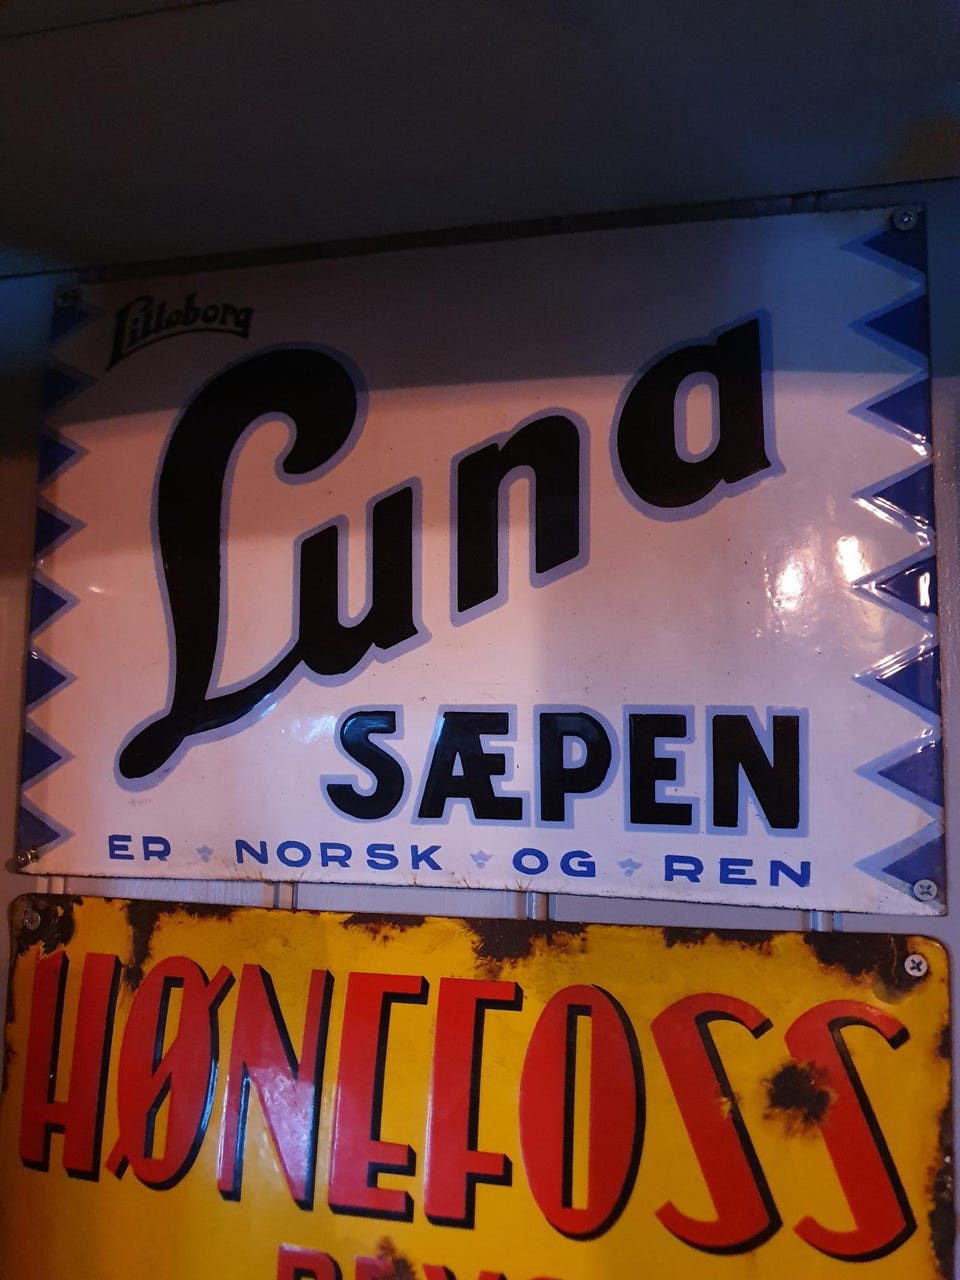 Lilleborg
Luna
SÆPEN
ER NORSK OG REN
HØNEFOSS